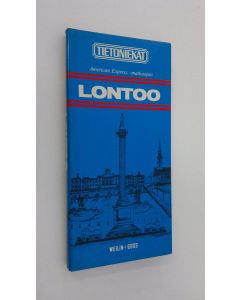 TIETONIEKAT
American Express -matkaopas
LONTOO
WEILIN+GÖÖS